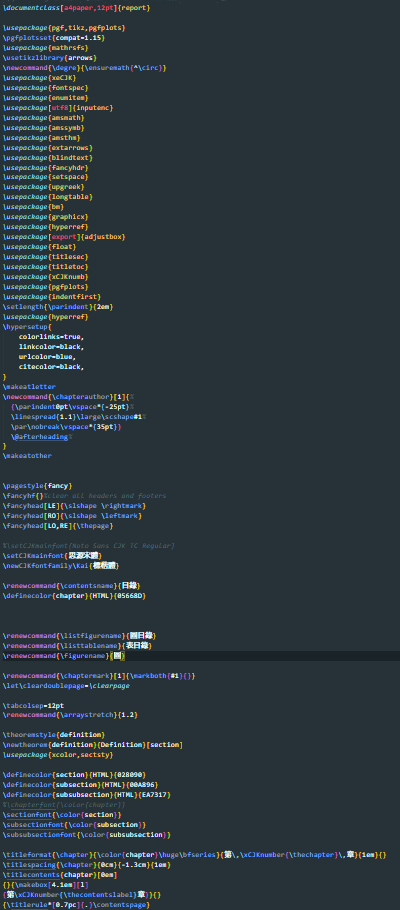 \documentclass[a4paper,12pt]{report}
\usepackage{pgf,tikz,pgfplots}
\pgfplotsset{compat=1.15}
\usepackage{mathrsfs}
\usetikzlibrary{arrows}
\newcommand{\degre}{\ensuremath{^\circ}}
\usepackage{xeCJK}
\usepackage{fontspec}
\usepackage{enumitem}
\usepackage[utf8]{inputenc}
\usepackage{amsmath}
\usepackage{amssymb}
\usepackage{amsthm}
\usepackage{extarrows}
\usepackage{blindtext}
\usepackage{fancyhdr}
\usepackage{setspace}
\usepackage{upgreek}
\usepackage{longtable}
\usepackage{bm}
\usepackage{graphicx}
\usepackage{hyperref}
\usepackage[export]{adjustbox}
\usepackage{float}
\usepackage{titlesec}
\usepackage{titletoc}
\usepackage{xCJKnumb}
\usepackage{pgfplots}
\usepackage{indentfirst}
\setlength{\parindent}{2em}
\usepackage{hyperref}
\hypersetup{
colorlinks=true,
linkcolor=black,
urlcolor=blue,
citecolor=black,
}
\makeatletter
\newcommand{\chapterauthor}[1]{%
{\parindent0pt\vspace*{-25pt}%
\linespread{1.1}\large\scshape#1%
\par\nobreak\vspace*{35pt}}
\@afterheading%
}
\makeatother
\pagestyle{fancy}
\fancyhf{}%clear all headers and footers
\fancyhead[LE]{\slshape \rightmark}
\fancyhead[RO]{\slshape \leftmark}
\fancyhead[LO,RE]{\thepage}
%\setCJKmainfont{Noto Sans CJK TC Regular}
\setCJKmainfont{思源宋體}
\newCJKfontfamily\Kai{標楷體}
\renewcommand{\contentsname}{目錄}
\definecolor{chapter}{HTML}{05668D}
\renewcommand{\listfigurename}{圖目錄}
\renewcommand{\listtablename}{表目錄}
\renewcommand{\figurename}{圖}
\renewcommand{\chaptermark}[1]{\markboth{#1}{}}
\let\cleardoublepage=\clearpage
\tabcolsep=12pt
\renewcommand{\arraystretch}{1.2}
\theoremstyle{definition}
\newtheorem{definition}{Definition}[section]
\usepackage{xcolor,sectsty}
\definecolor{section}{HTML}{028090}
\definecolor{subsection}{HTML}{00A896}
\definecolor{subsubsection}{HTML}{EA7317}
%\chapterfont{\color{chapter}}
\sectionfont{\color{section}}
\subsectionfont{\color{subsection}}
\subsubsectionfont{\color{subsubsection}}
\titleformat{\chapter}{\color{chapter}\huge\bfseries}{第\,\xCJKnumber{\thechapter}\,章}{1em}{}
\titlespacing{\chapter}{0cm}{-1.3cm}{1em}
\titlecontents{chapter}[0em]
{}{\makebox[4.1em][l]
{第\xCJKnumber{\thecontentslabel}章}}{}
{\titlerule*[0.7pc]{.}\contentspage}